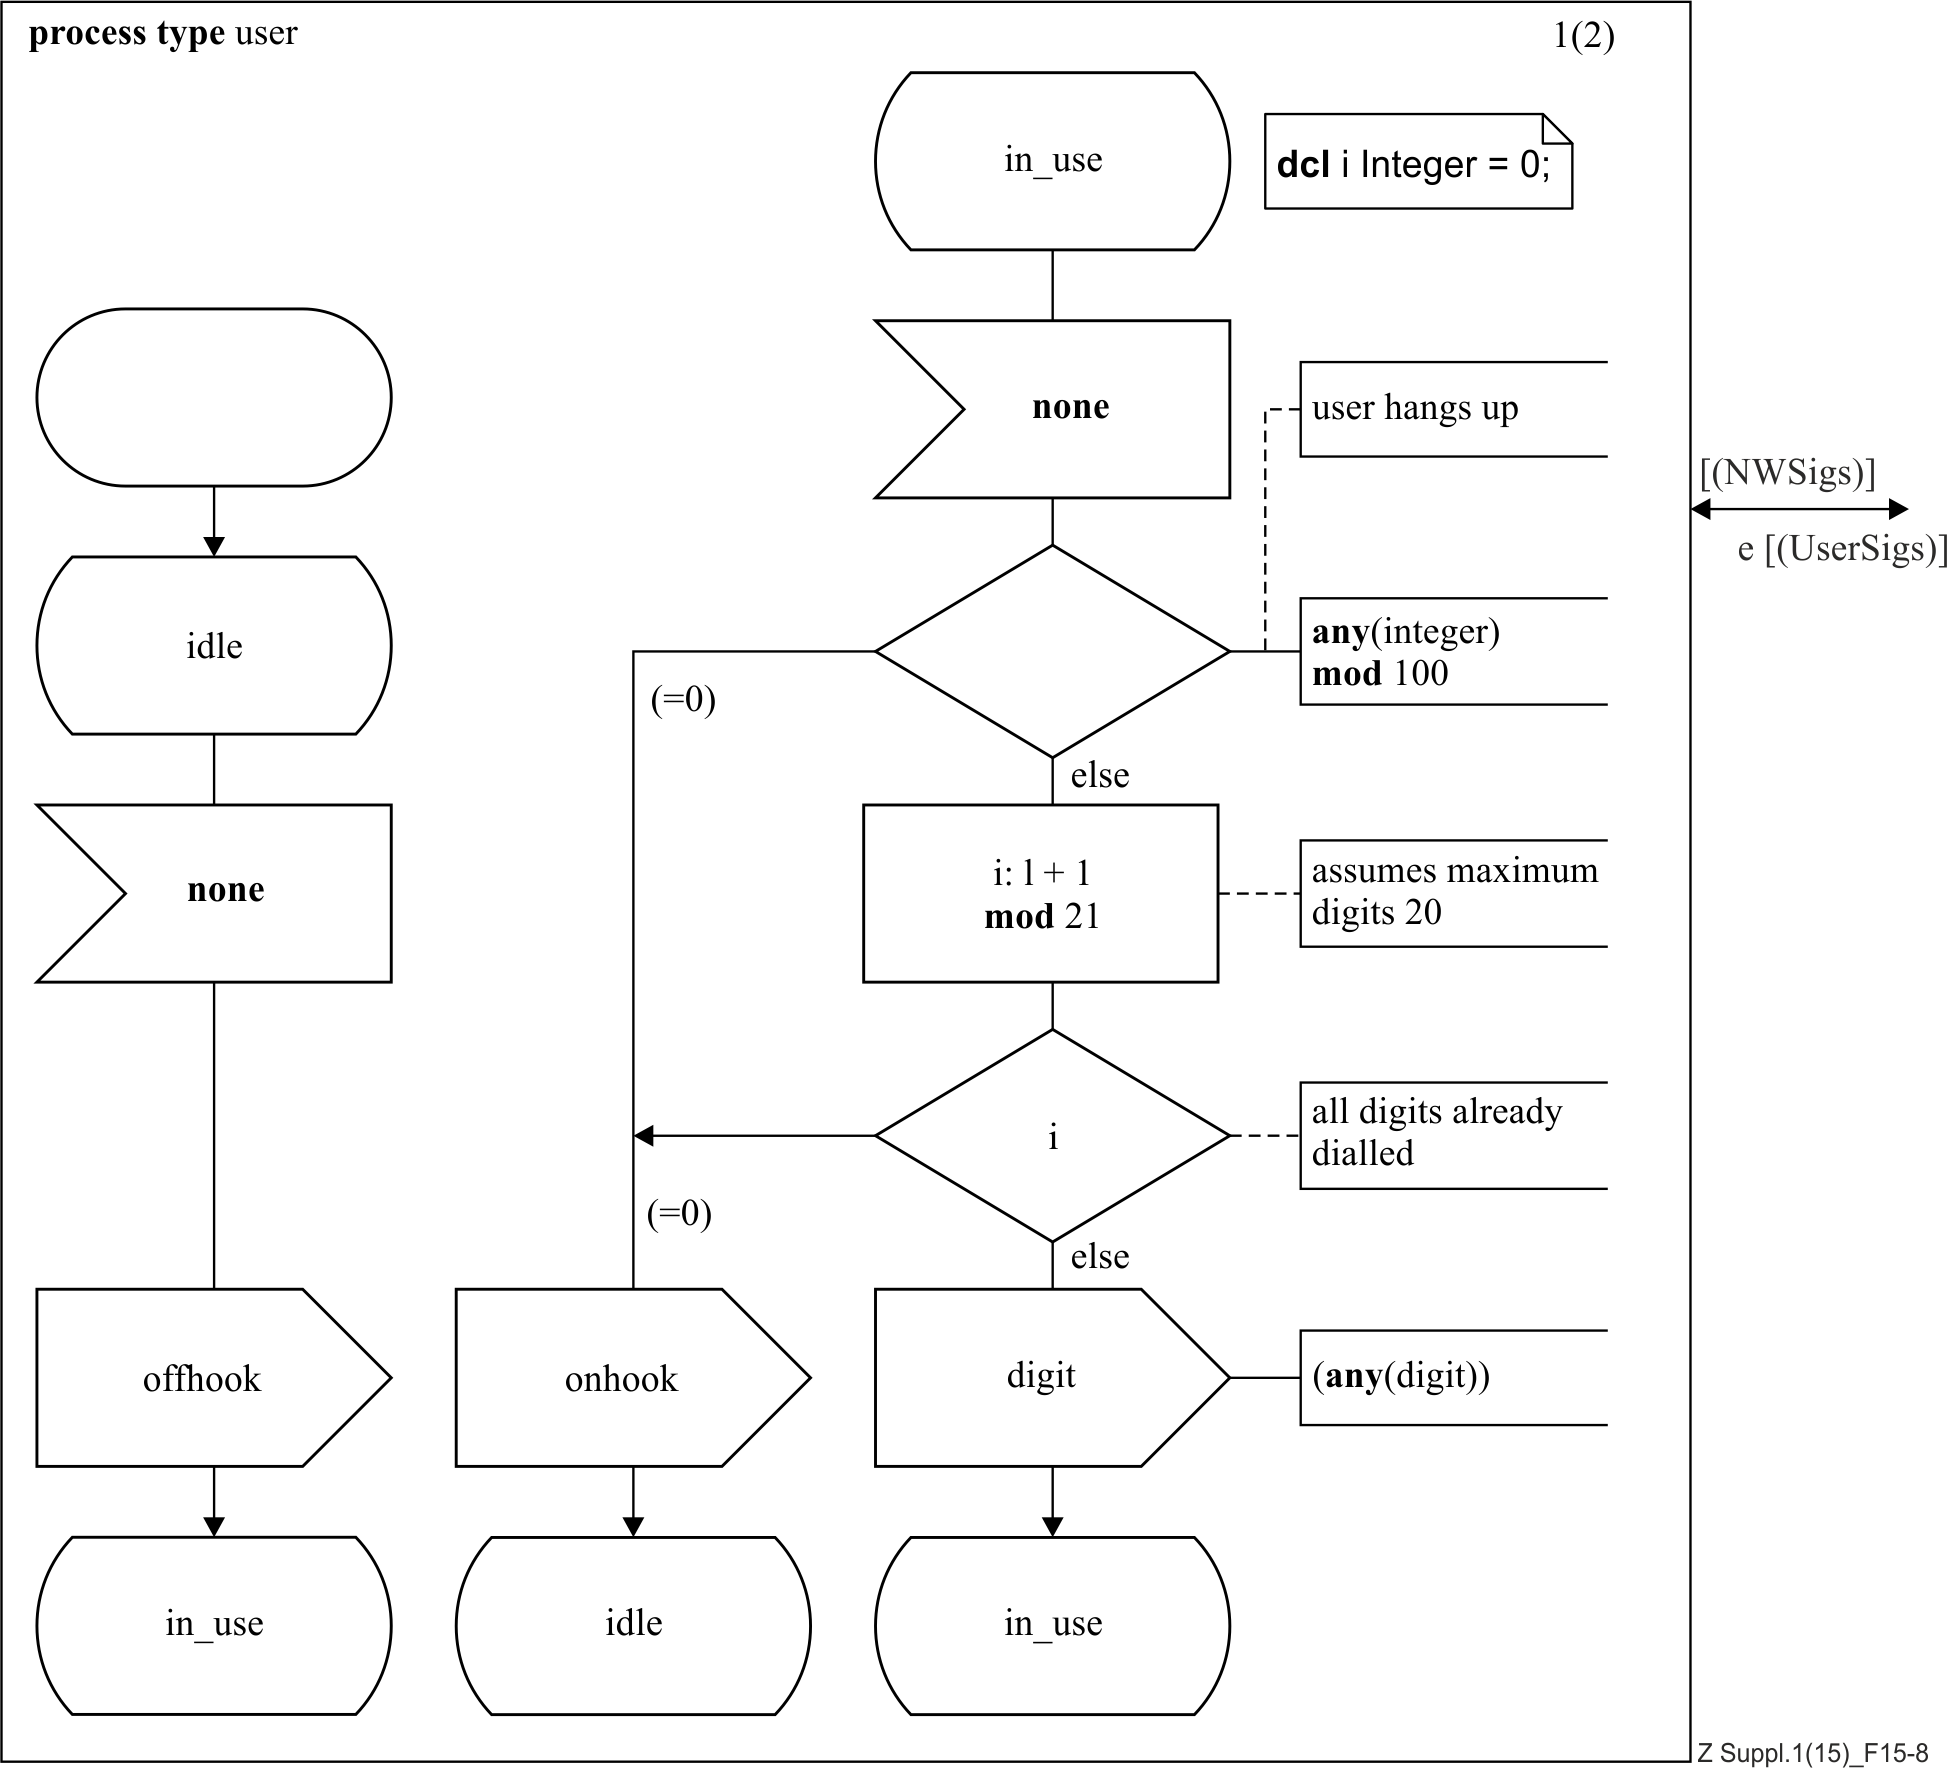 process type user
1(2)
in_use
dcl i Integer = 0;
none
user hangs up
[(NWSigs)]
e [(UserSigs)]
idle
any(integer)
mod 100
(=0)
else
none
i: l + 1
mod 21
assumes maximum
digits 20
i
all digits already
dialled
(=0)
else
offhook
onhook
digit
(any(digit))
in_use
idle
in_use
Z Suppl.1(15)_F15-8